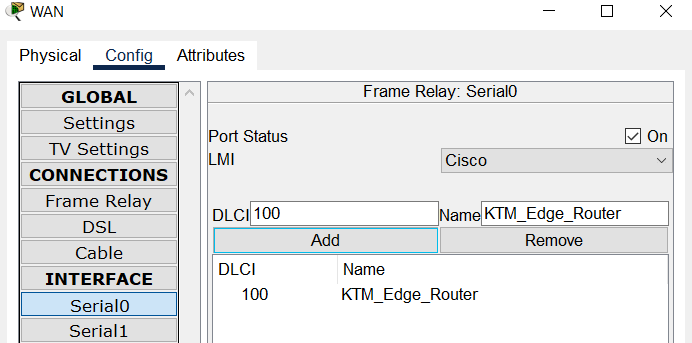 WAN
Physical Config Attributes
GLOBAL
Settings
TV Settings
CONNECTIONS
Frame Relay
DSL
Cable
INTERFACE
Serial0
Serial1
Frame Relay: Serial0
Port Status On
LMI Cisco
DLCI 100 Name KTM_Edge_Router
Add Remove
DLCI Name
100 KTM_Edge_Router